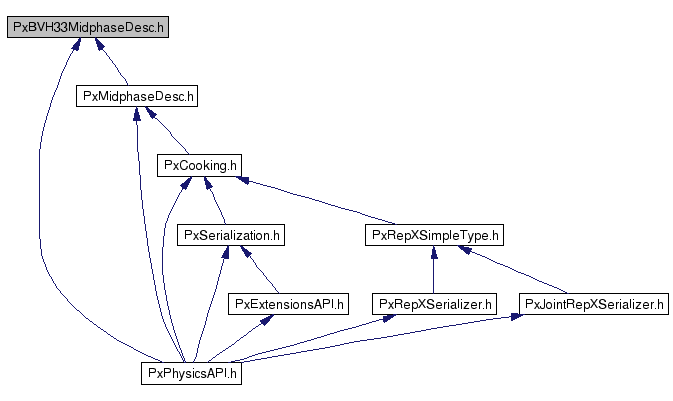 PxBVH33MidphaseDesc.h
PxMidphaseDesc.h
PxCooking.h
PxSerialization.h
PxRepXSimpleType.h
PxExtensionsAPI.h
PxRepXSerializer.h
PxJointRepXSerializer.h
PxPhysicsAPI.h